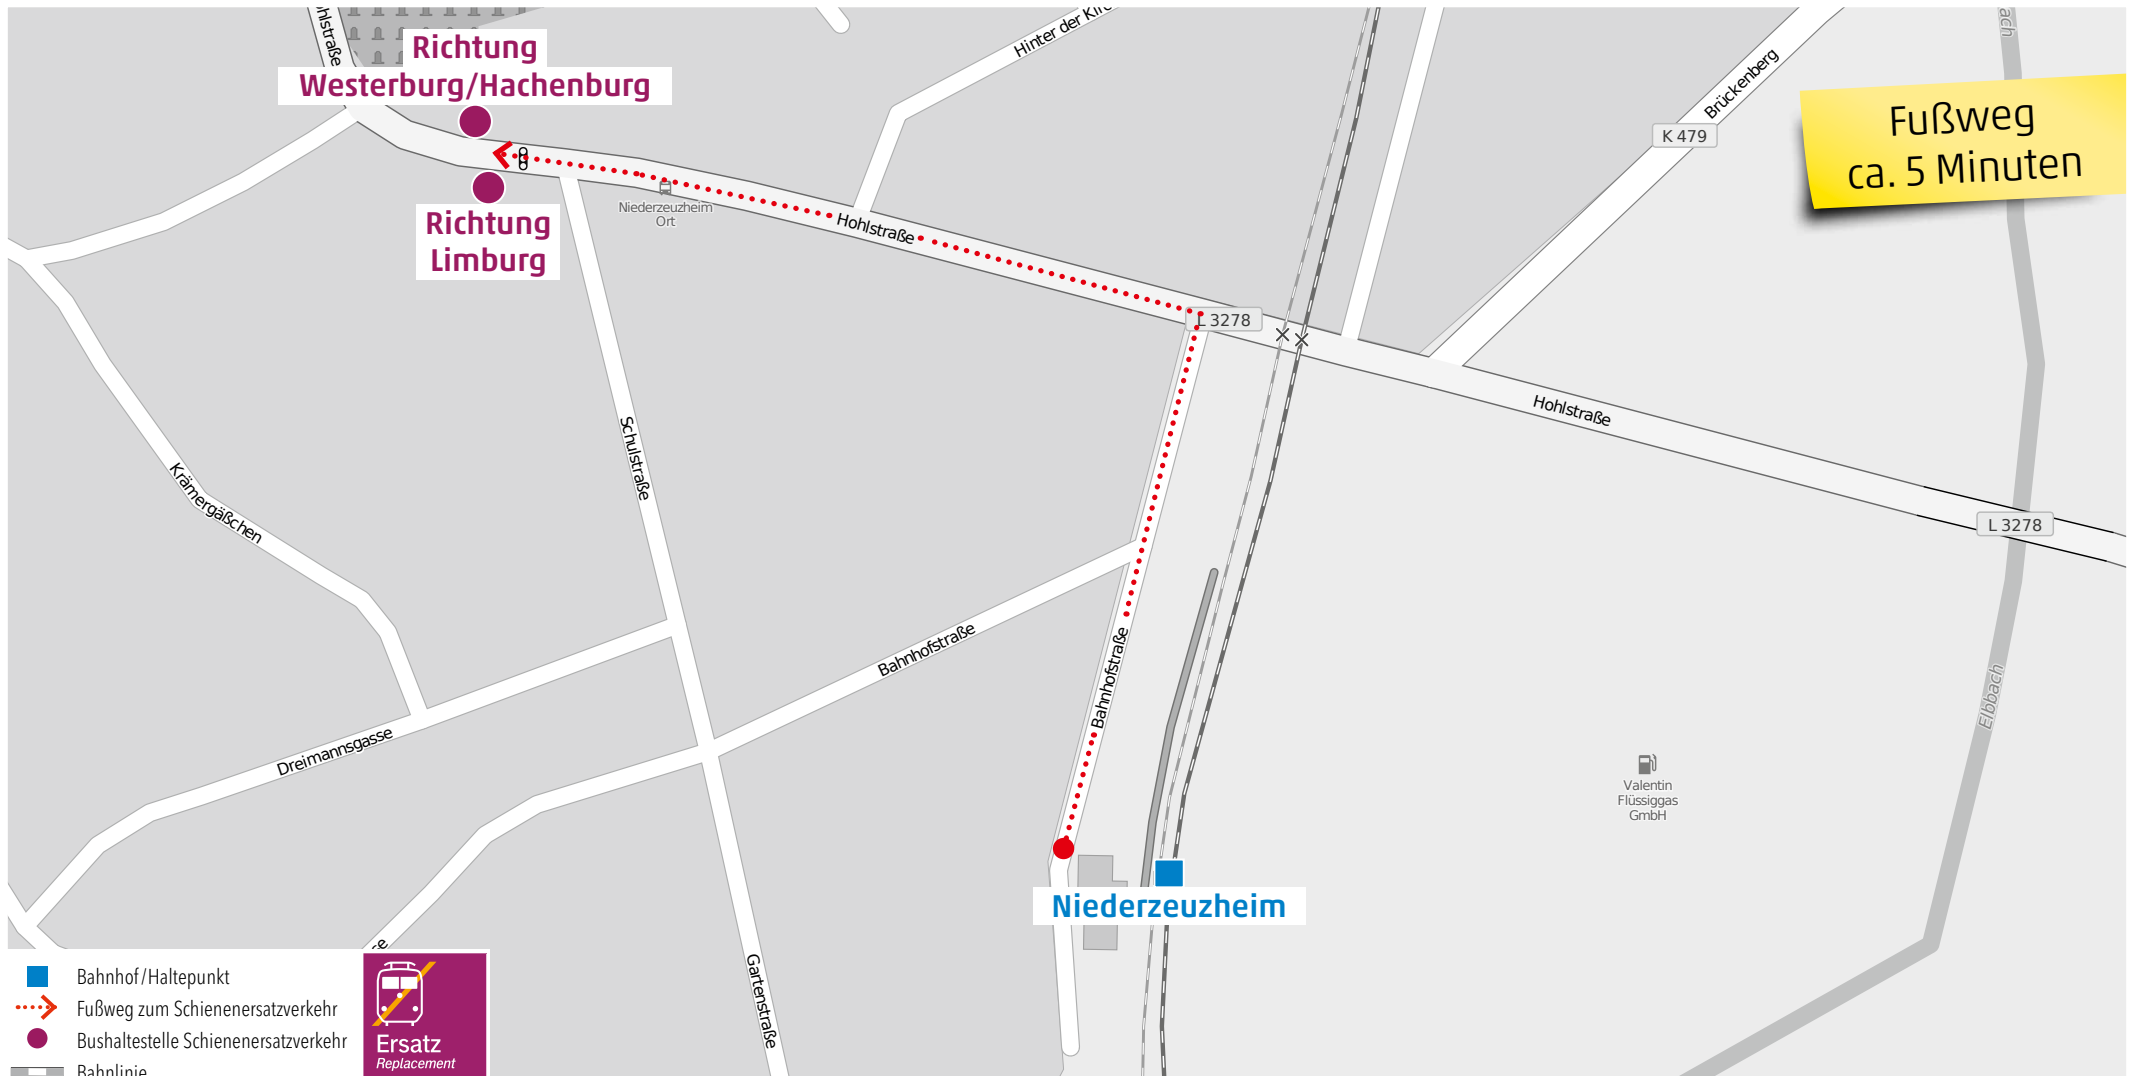 Richtung
Westerburg/Hachenburg
Hinter der
Brückenberg
K 479
Fußweg
ca. 5 Minuten
Richtung
Limburg
Niederzeuzheim
Ort
Hohlstraße
L 3278
Hohlstraße
L 3278
Schulstraße
Krämergäßchen
Bahnhofstraße
Bahnhofstraße
Elbbach
Dreimannsgasse
Valentin
Flüssiggas
GmbH
Niederzeuzheim
Gartenstraße
Bahnhof/Haltepunkt
Fußweg zum Schienenersatzverkehr
Bushaltestelle Schienenersatzverkehr
Bahnlinie
Ersatz
Replacement